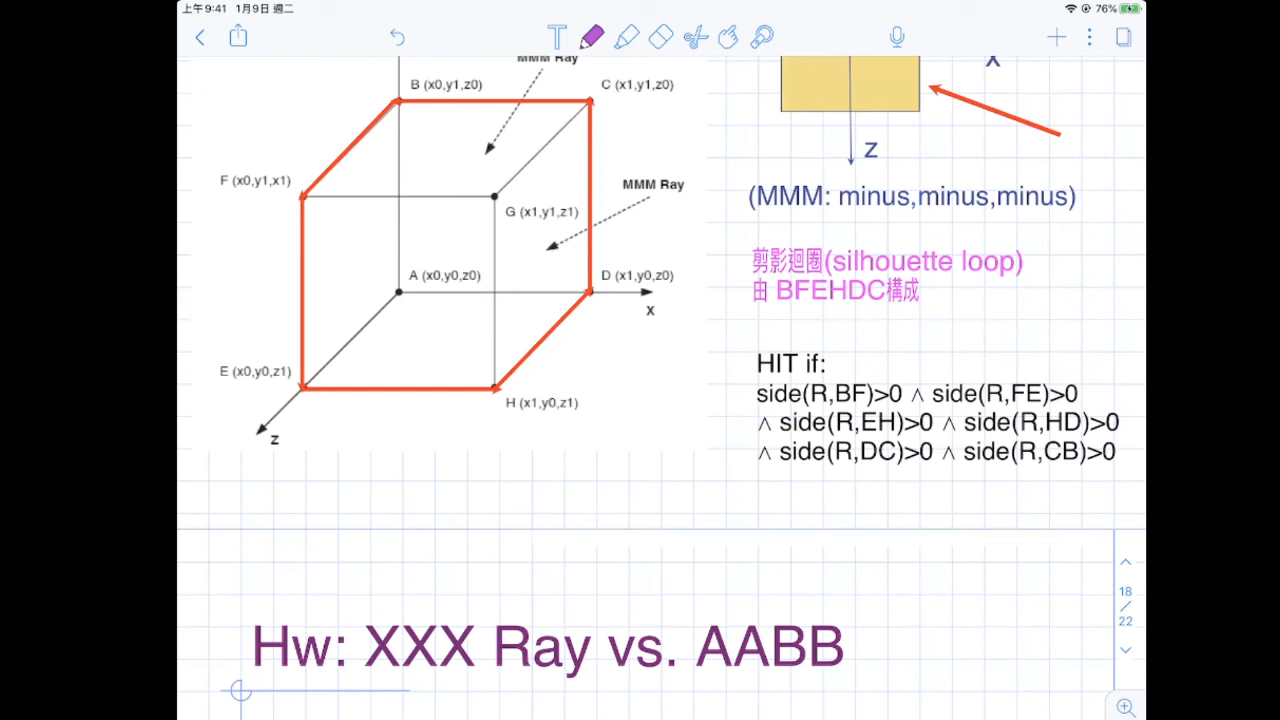 上午9:41 1月9日 週二
76%
MMM Ray
B (x0,y1,z0)
C (x1,y1,z0)
F (x0,y1,x1)
MMM Ray
G (x1,y1,z1)
A (x0,y0,z0)
D (x1,y0,z0)
X
E (x0,y0,z1)
H (x1,y0,z1)
Z
X
Z
(MMM: minus,minus,minus)
剪影迴圈(silhouette loop)
由 BFEHDC構成
HIT if:
side(R,BF)>0 ∧ side(R,FE)>0
∧ side(R,EH)>0 ∧ side(R,HD)>0
∧ side(R,DC)>0 ∧ side(R,CB)>0
18
/
22
Hw: XXX Ray vs. AABB